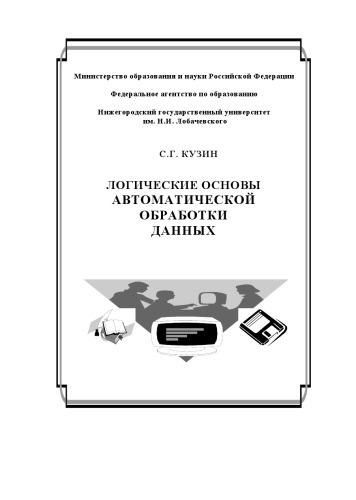 Министерство образования и науки Российской Федерации
Федеральное агентство по образованию
Нижегородский государственный университет
им. Н.И. Лобачевского
С.Г. КУЗИН
ЛОГИЧЕСКИЕ ОСНОВЫ
АВТОМАТИЧЕСКОЙ
ОБРАБОТКИ
ДАННЫХ